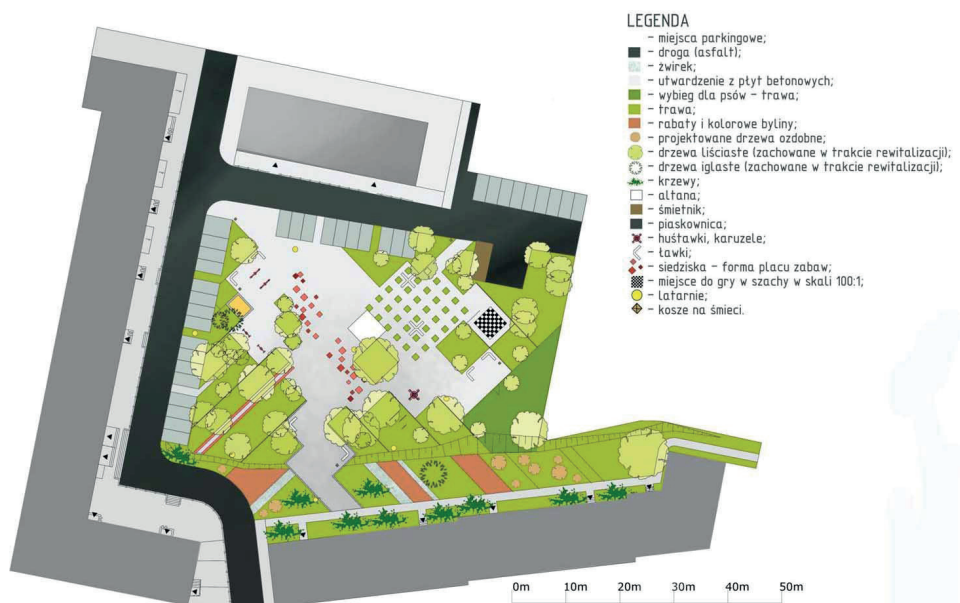 LEGENDA
- miejsca parkingowe;
- droga (asfalt);
- żwirek;
- utwardzenie z płyt betonowych;
- wybieg dla psów - trawa;
- trawa;
- rabaty i kolorowe byliny;
- projektowane drzewa ozdobne;
- drzewa liściaste (zachowane w trakcie rewitalizacji);
- drzewa iglaste (zachowane w trakcie rewitalizacji);
- krzewy;
- altana;
- śmietnik;
- piaskownica;
- huśtawki, karuzele;
- ławki;
- siedziska - forma placu zabaw;
- miejsce do gry w szachy w skali 100:1;
- latarnie;
- kosze na śmieci.
0m 10m 20m 30m 40m 50m